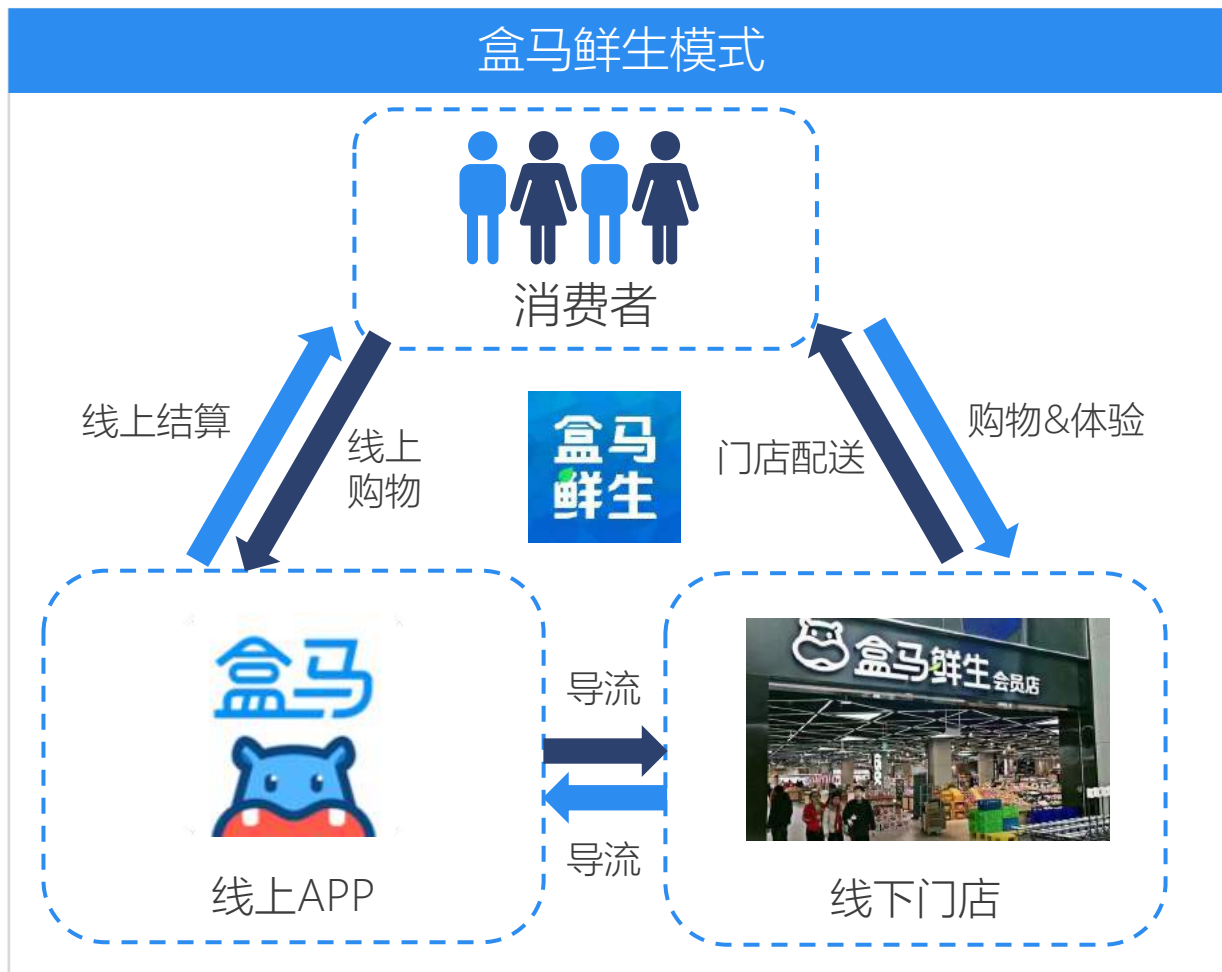 盒马鲜生模式
消费者
线上结算
线上
购物
盒马
鲜生
门店配送
购物&体验
盒马
导流
盒马鲜生会员店
导流
线上APP
线下门店